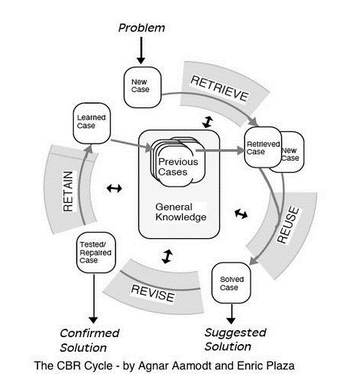 Problem
New
Case
RETRIEVE
Learned
Case
Previous
Cases
Retrieved
Case
New
Case
General
Knowledge
RETAIN
REUSE
Tested/
Repaired
Case
REVISE
Solved
Case
Confirmed
Solution
Suggested
Solution
The CBR Cycle - by Agnar Aamodt and Enric Plaza